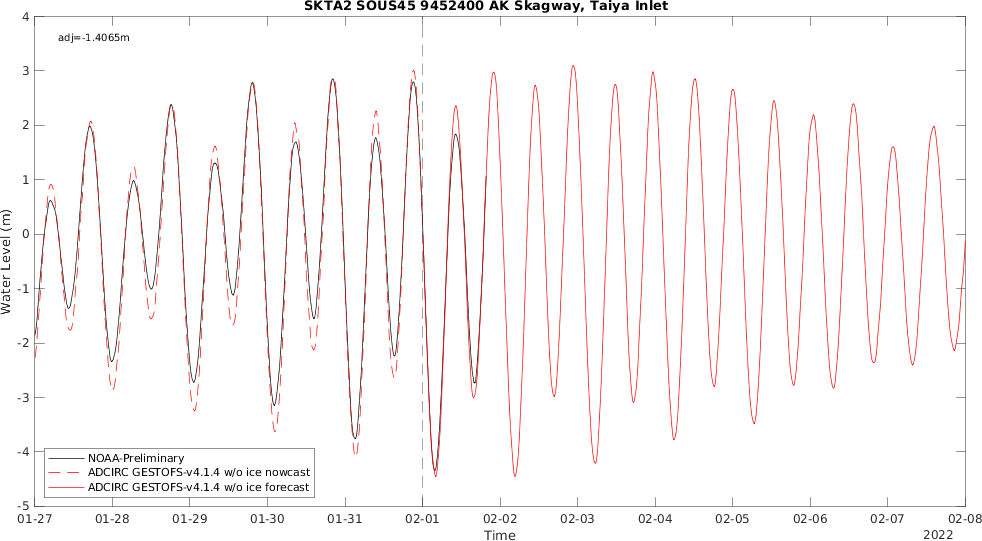 SKTA2 SOUS45 9452400 AK Skagway, Taiya Inlet
adj=-1.4065m
4
3
2
1
0
-1
-2
-3
-4
-5
Water Level (m)
NOAA-Preliminary
ADCIRC GESTOFS-v4.1.4 w/o ice nowcast
ADCIRC GESTOFS-v4.1.4 w/o ice forecast
01-27 01-28 01-29 01-30 01-31 02-01 02-02 02-03 02-04 02-05 02-06 02-07 02-08
Time
2022